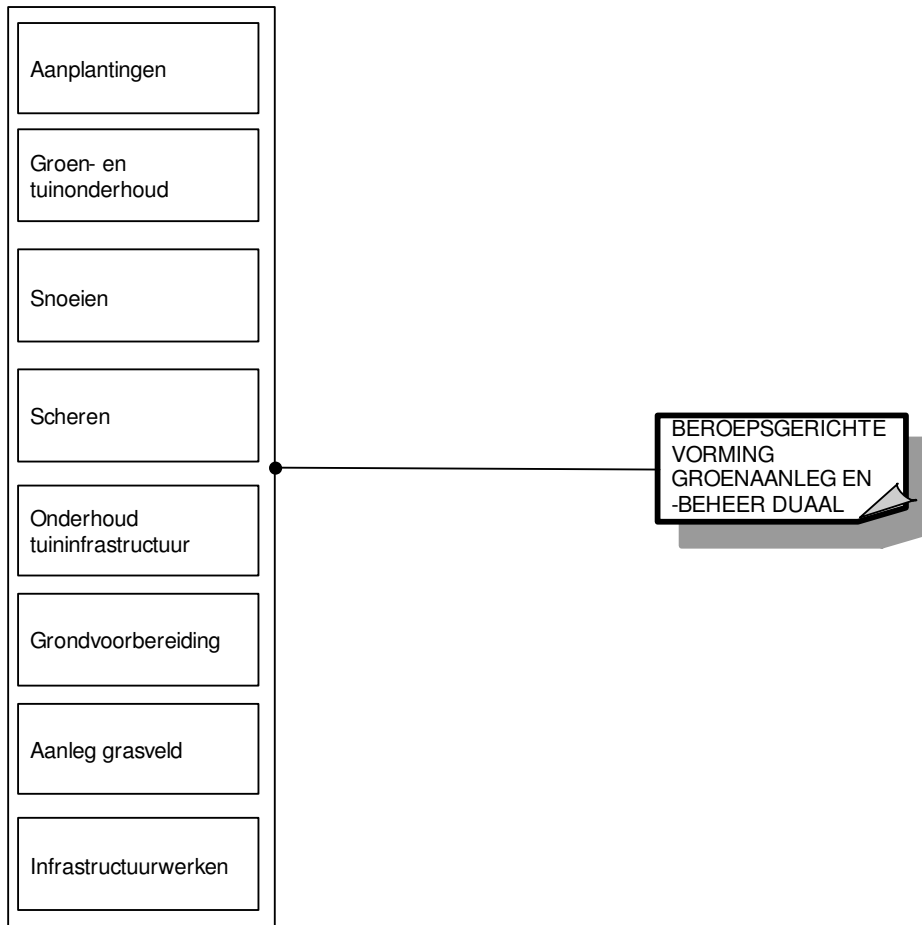 Aanplantingen
Groen- en
tuinonderhoud
Snoeien
Scheren
Onderhoud
tuininfrastructuur
Grondvoorbereiding
Aanleg grasveld
Infrastructuurwerken
BEROEPSGERICHTE
VORMING
GROENAANLEG EN
-BEHEER DUAAL